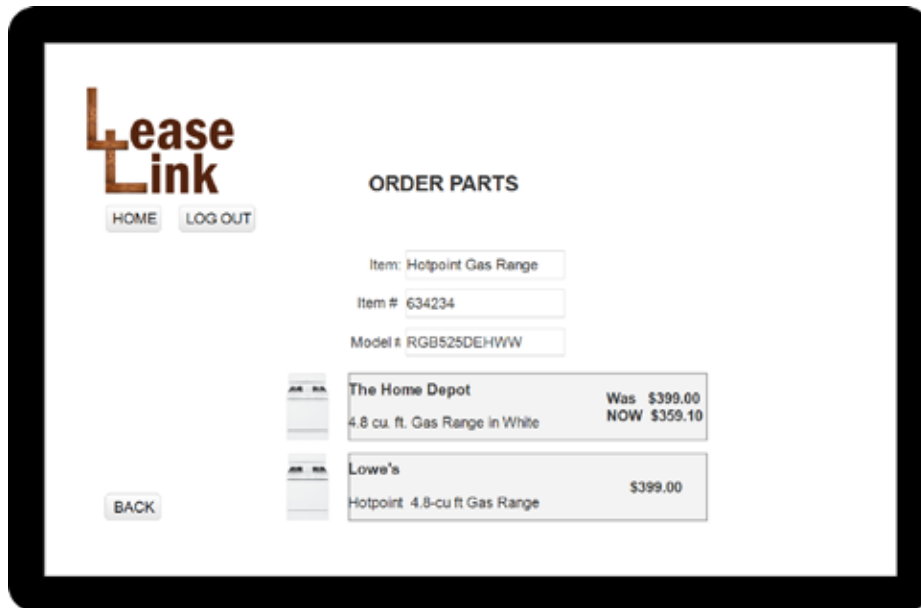 Lease
Link
ORDER PARTS
HOME LOG OUT
Item: Hotpoint Gas Range
Item # 634234
Model # RGB525DEHWW
The Home Depot
Was $399.00
4.8 cu. ft. Gas Range in White
NOW $359.10
Lowe's
$399.00
Hotpoint 4.8-cu ft Gas Range
BACK